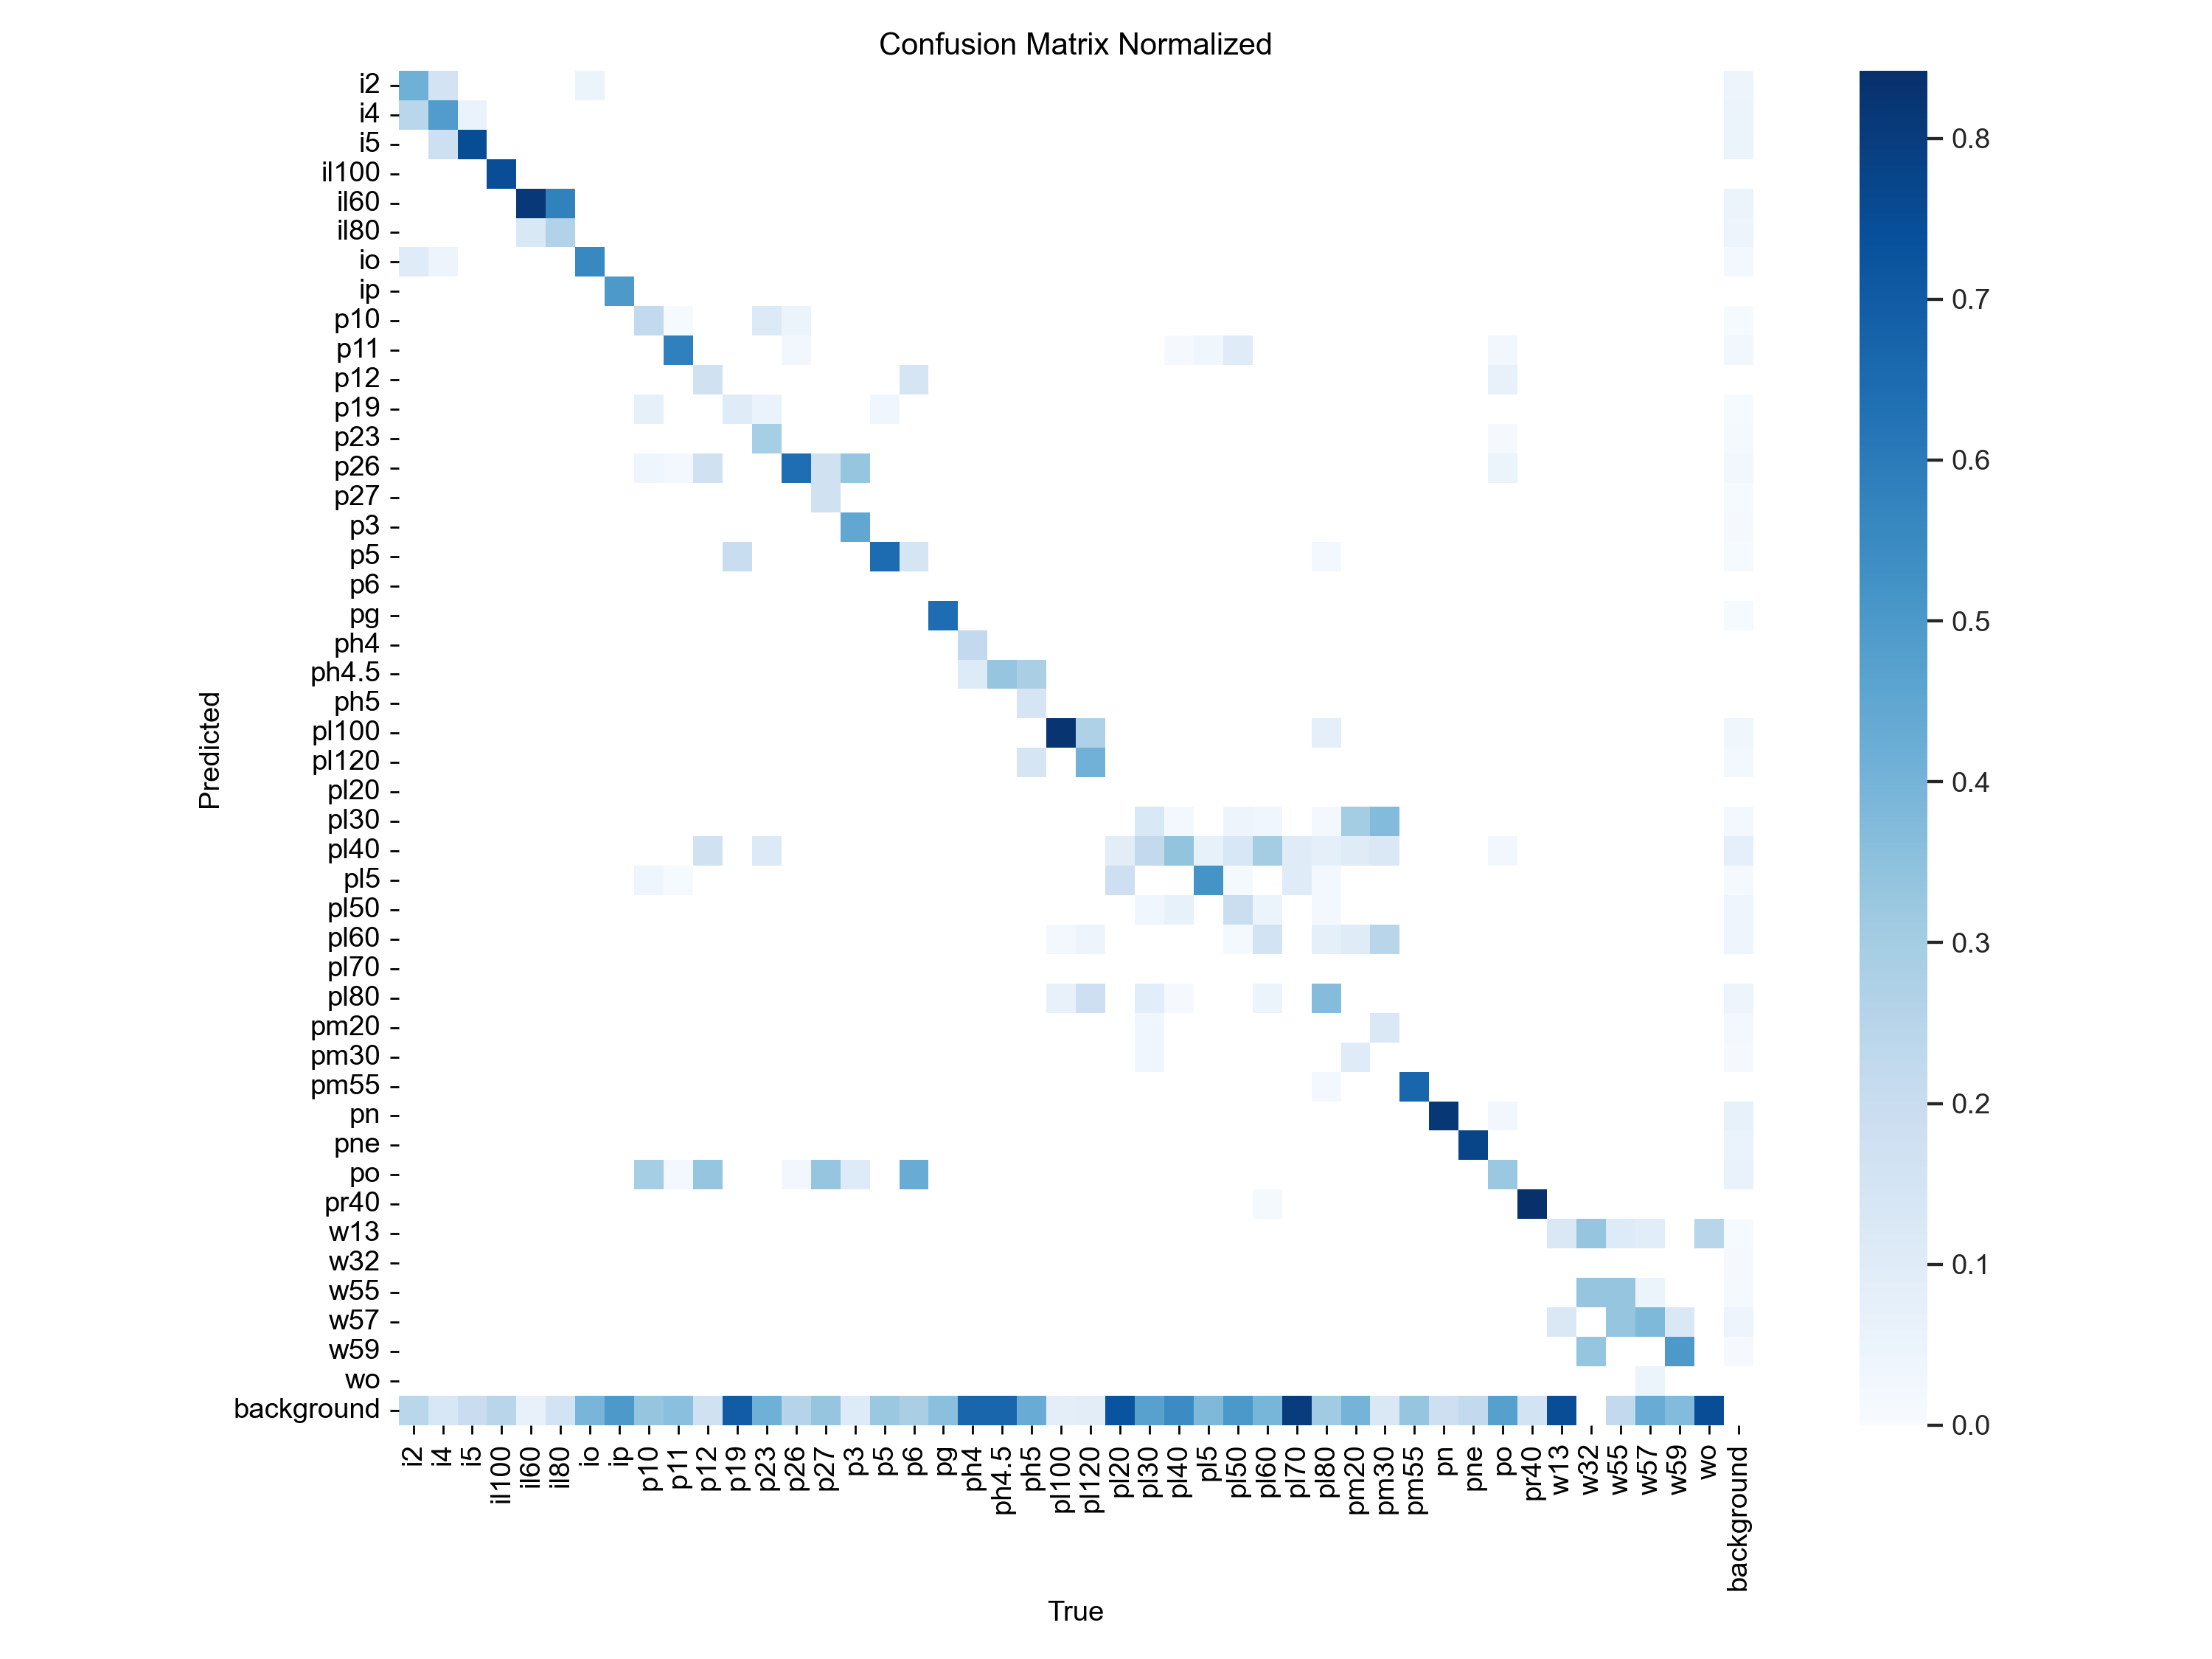 Confusion Matrix Normalized
i2
i4
i5
il100
il60
il80
io
ip
p10
p11
p12
p19
p23
p26
p27
p3
p5
p6
pg
ph4
ph4.5
ph5
pl100
pl120
pl20
pl30
pl40
pl5
pl50
pl60
pl70
pl80
pm20
pm30
pm55
pn
pne
po
pr40
w13
w32
w55
w57
w59
wo
background
Predicted
i2 i4 i5 il100 il60 il80 io ip p10 p11 p12 p19 p23 p26 p27 p3 p5 p6 pg ph4 ph4.5 ph5 pl100 pl120 pl20 pl30 pl40 pl5 pl50 pl60 pl70 pl80 pm20 pm30 pm55 pn pne po pr40 w13 w32 w55 w57 w59 wo background
True
0.8
0.7
0.6
0.5
0.4
0.3
0.2
0.1
0.0